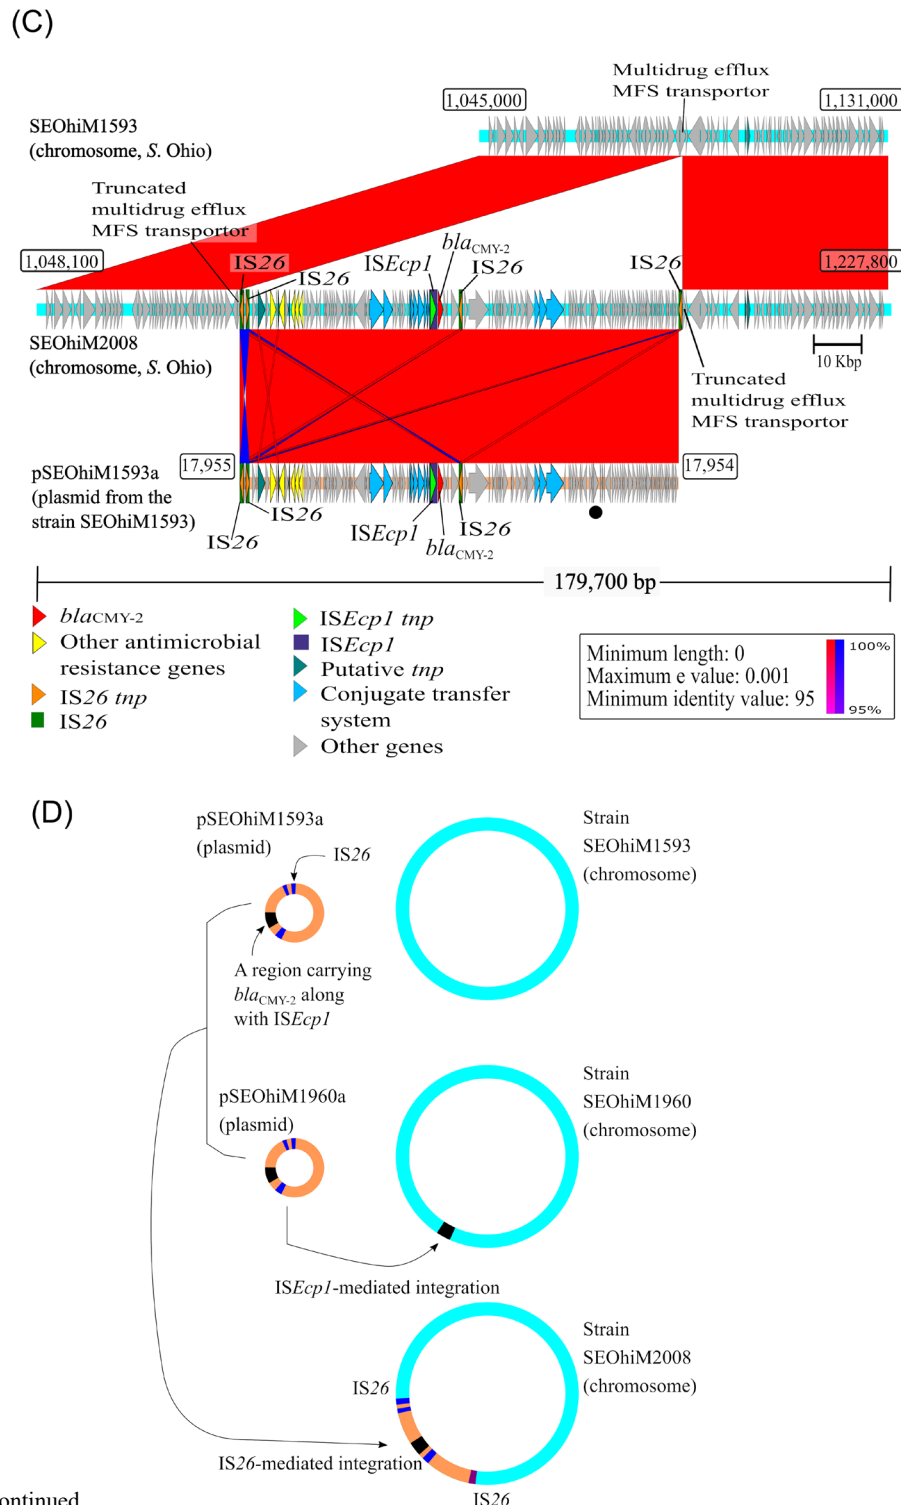 (C)
Multidrug efflux
MFS transportor
1,045,000
1,131,000
SEOhiM1593
(chromosome, S. Ohio)
Truncated
multidrug efflux
MFS transportor
1,048,100
IS26
IS26
ISEcp1
blaCMY-2
IS26
IS26
1,227,800
SEOhiM2008
(chromosome, S. Ohio)
10 Kbp
Truncated
multidrug efflux
MFS transportor
17,955
17,954
pSEOhiM1593a
(plasmid from the
strain SEOhiM1593)
IS26
IS26
ISEcp1
blaCMY-2
IS26
179,700 bp
blaCMY-2
Other antimicrobial
resistance genes
IS26 tnp
IS26
ISEcp1 tnp
ISEcp1
Putative tnp
Conjugate transfer
system
Other genes
Minimum length: 0
Maximum e value: 0.001
Minimum identity value: 95
100%
95%
(D)
pSEOhiM1593a
(plasmid)
IS26
A region carrying
blaCMY-2 along
with ISEcp1
Strain
SEOhiM1593
(chromosome)
pSEOhiM1960a
(plasmid)
Strain
SEOhiM1960
(chromosome)
ISEcp1-mediated integration
Strain
SEOhiM2008
(chromosome)
IS26
IS26-mediated integration
IS26
ontinued